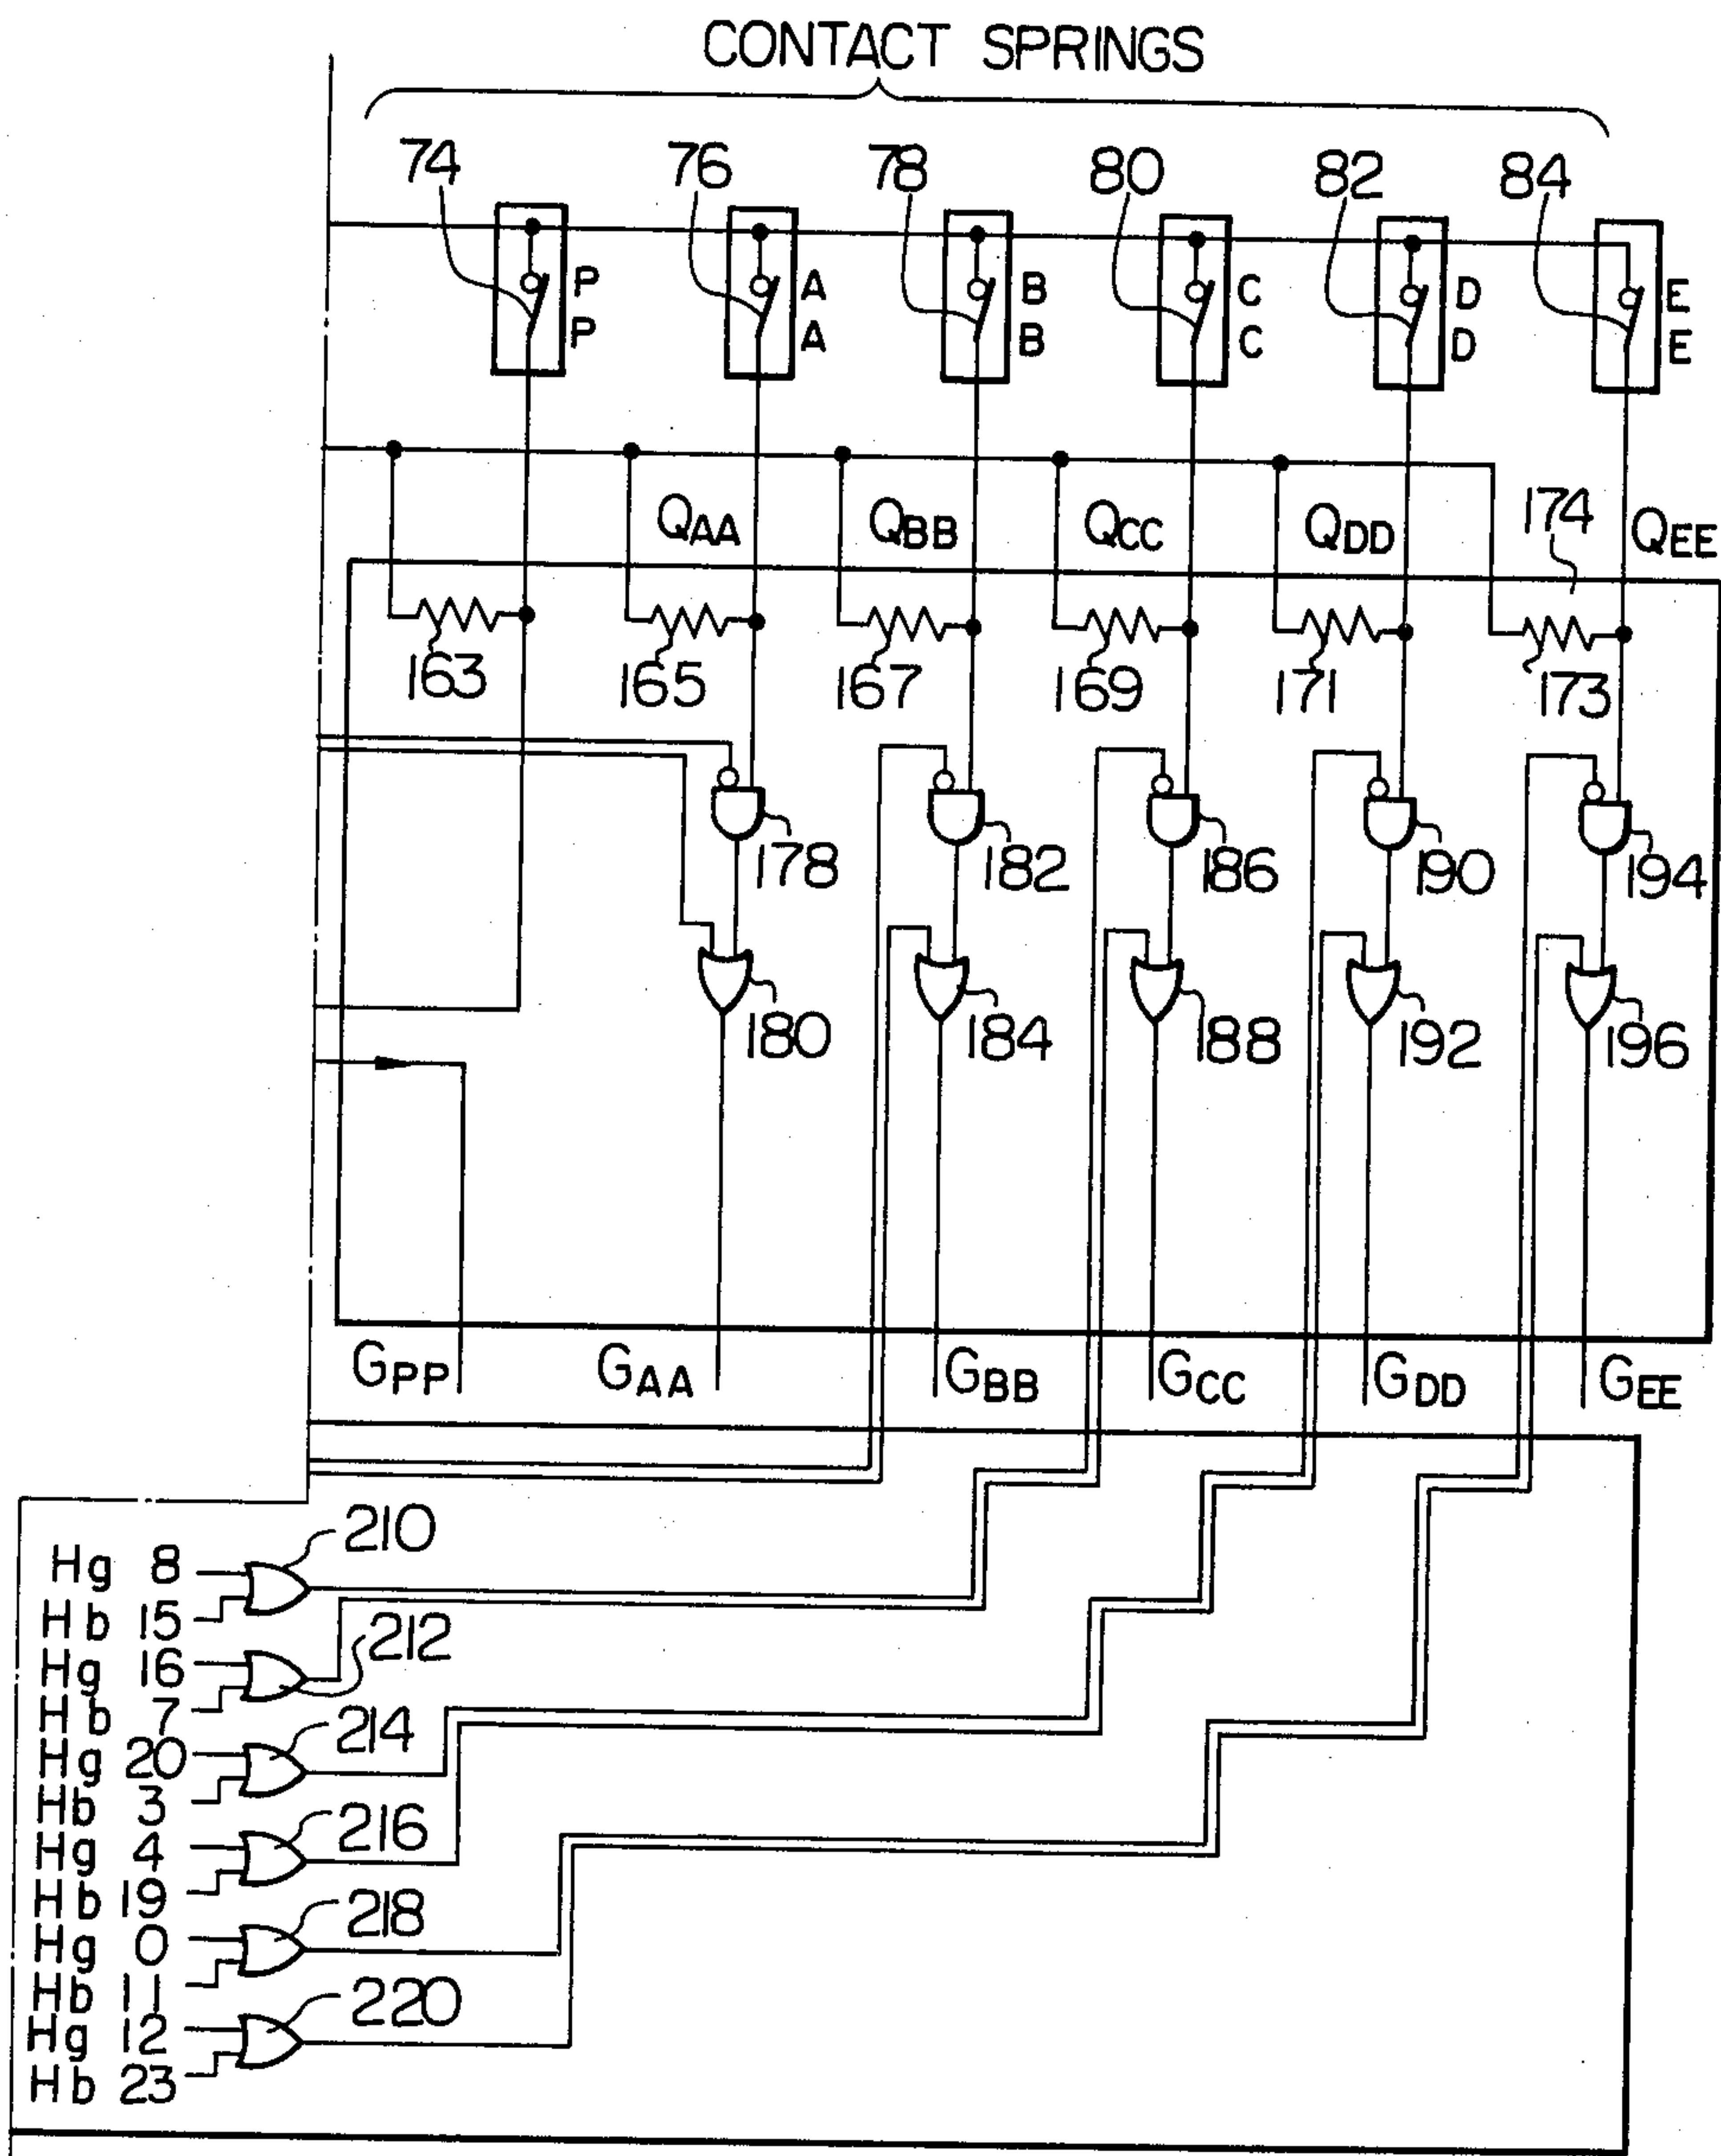 CONTACT SPRINGS
74 76 78 80 82 84
P A B C D E
P A B C D E
QAA QBB QCC QDD 174 QEE
163 165 167 169 171 173
178 182 186 190 194
180 184 188 192 196
GPP GAA GBB GCC GDD GEE
210
Hg 8
Hb 15
212
Hg 16
Hb 7
214
Hg 20
Hb 3
216
Hg 4
Hb 19
218
Hg 0
Hb 11
220
Hg 12
Hb 23